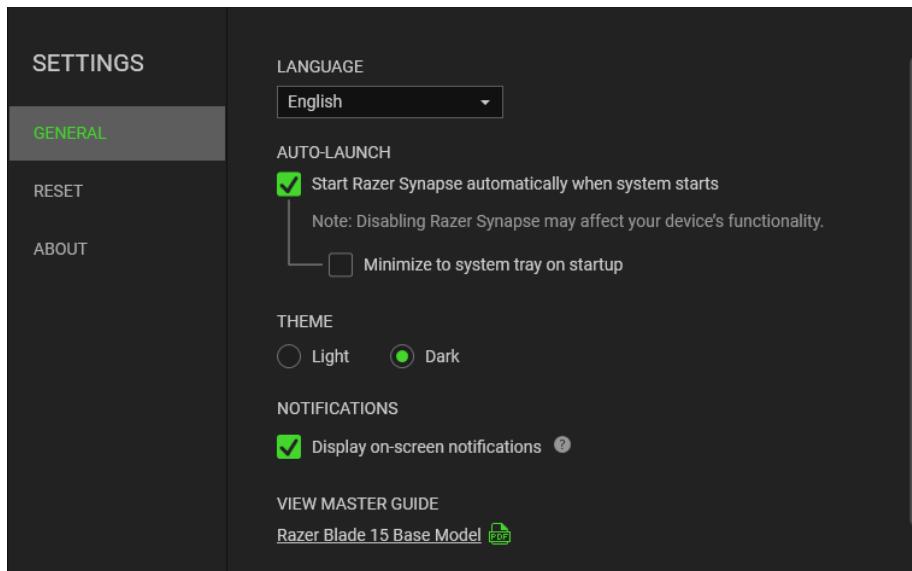 SETTINGS
GENERAL
RESET
ABOUT
LANGUAGE
English
AUTO-LAUNCH
Start Razer Synapse automatically when system starts
Note: Disabling Razer Synapse may affect your device’s functionality.
Minimize to system tray on startup
THEME
Light Dark
NOTIFICATIONS
Display on-screen notifications ?
VIEW MASTER GUIDE
Razer Blade 15 Base Model PDF